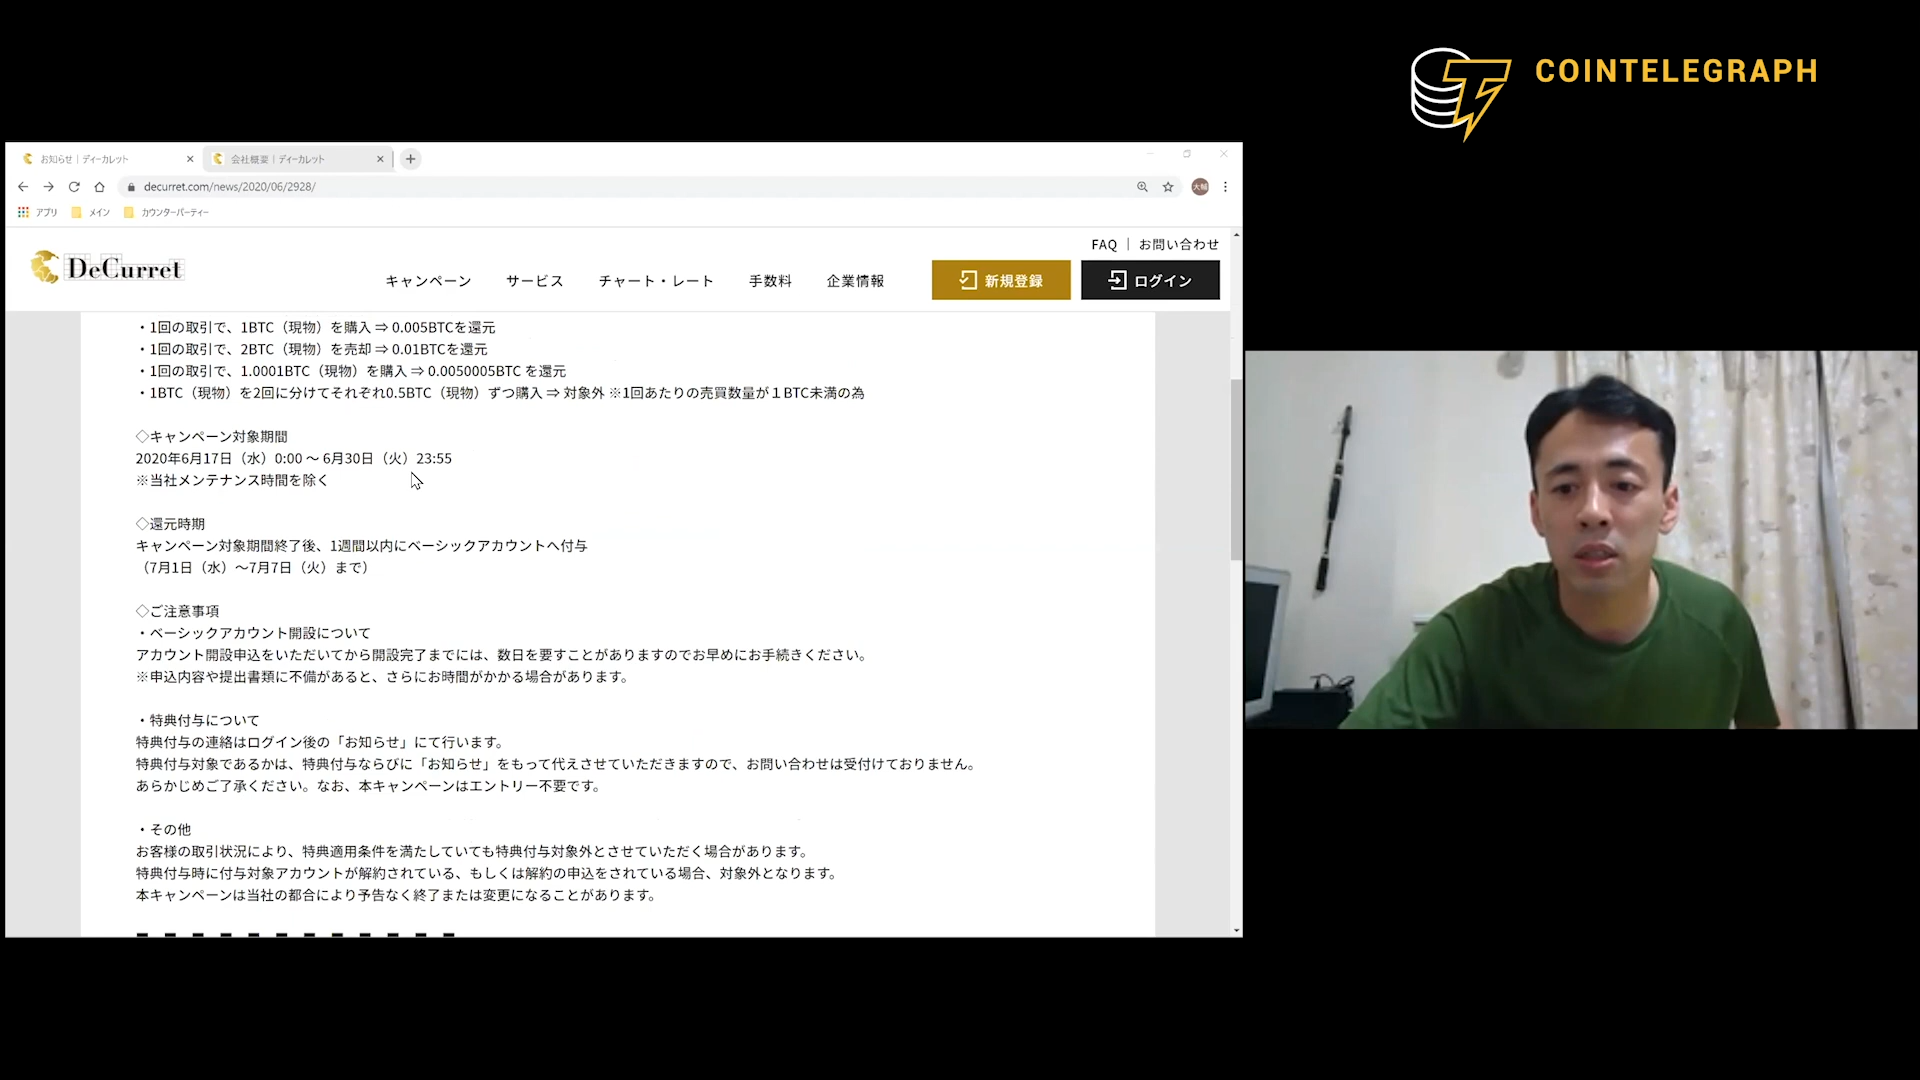 COINTELEGRAPH
お知らせ｜ディーカレット
会社概要｜ディーカレット
decurret.com/news/2020/06/2928/
大輔
アプリ メイン カウンターパーティー
FAQ ｜ お問い合わせ
DeCurret
キャンペーン サービス チャート・レート 手数料 企業情報 新規登録 ログイン
・1回の取引で、1BTC（現物）を購入 ⇒ 0.005BTCを還元
・1回の取引で、2BTC（現物）を売却 ⇒ 0.01BTCを還元
・1回の取引で、1.0001BTC（現物）を購入 ⇒ 0.0050005BTC を還元
・1BTC（現物）を2回に分けてそれぞれ0.5BTC（現物）ずつ購入 ⇒ 対象外 ※1回あたりの売買数量が１BTC未満の為
◇キャンペーン対象期間
2020年6月17日（水）0:00 ～ 6月30日（火）23:55
※当社メンテナンス時間を除く
◇還元時期
キャンペーン対象期間終了後、1週間以内にベーシックアカウントへ付与
（7月1日（水）～7月7日（火）まで）
◇ご注意事項
・ベーシックアカウント開設について
アカウント開設申込をいただいてから開設完了までには、数日を要すことがありますのでお早めにお手続きください。
※申込内容や提出書類に不備があると、さらにお時間がかかる場合があります。
・特典付与について
特典付与の連絡はログイン後の「お知らせ」にて行います。
特典付与対象であるかは、特典付与ならびに「お知らせ」をもって代えさせていただきますので、お問い合わせは受付けておりません。
あらかじめご了承ください。なお、本キャンペーンはエントリー不要です。
・その他
お客様の取引状況により、特典適用条件を満たしていても特典付与対象外とさせていただく場合があります。
特典付与時に付与対象アカウントが解約されている、もしくは解約の申込をされている場合、対象外となります。
本キャンペーンは当社の都合により予告なく終了または変更になることがあります。